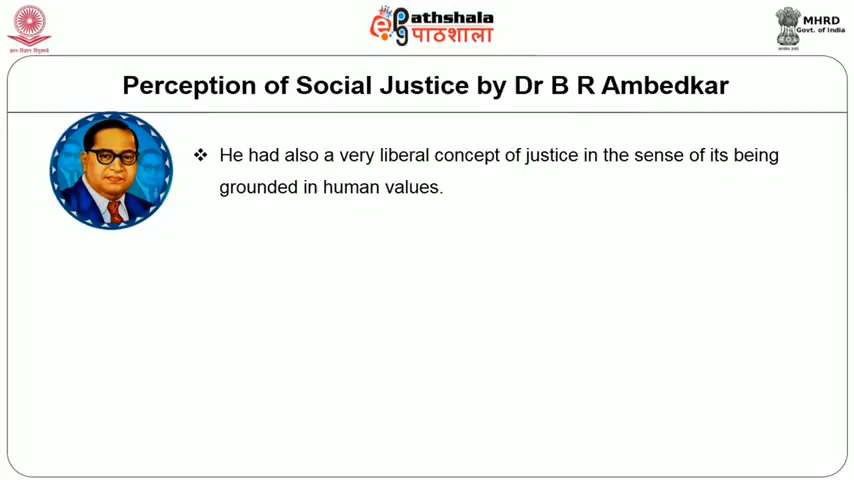 ePathshala
पाठशाला
MHRD
Govt. of India
Perception of Social Justice by Dr B R Ambedkar
He had also a very liberal concept of justice in the sense of its being
grounded in human values.